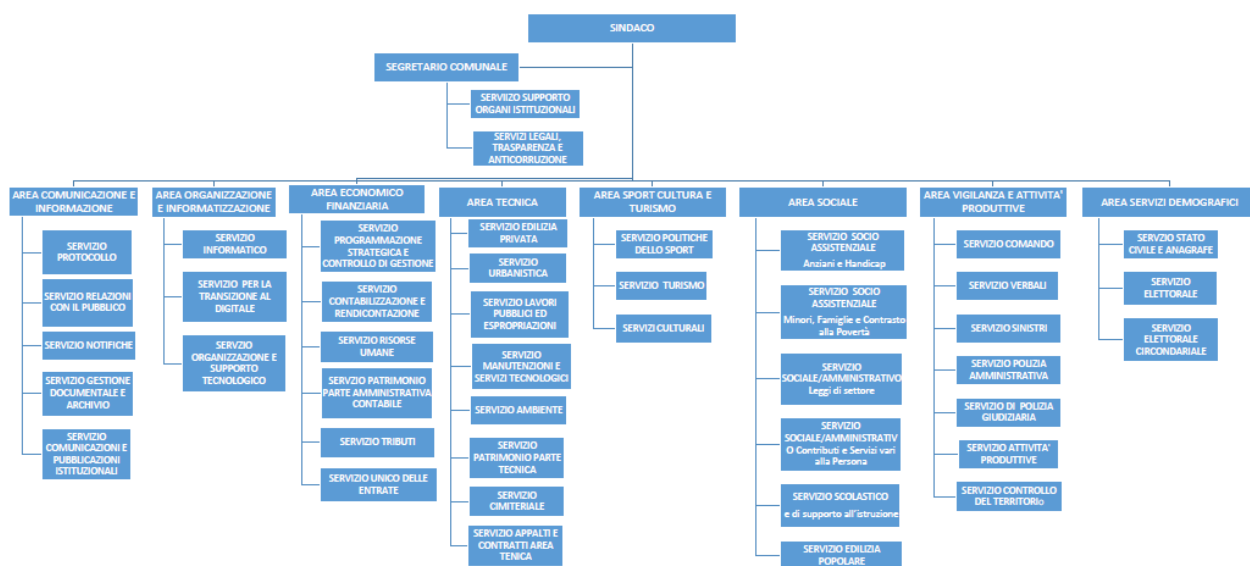 SINDACO
SEGRETARIO COMUNALE
SERVIIZO SUPPORTO
ORGANI ISTITUZIONALI
SERVIZI LEGALI,
TRASPARENZA E
ANTICORRUZIONE
AREA COMUNICAZIONE E
INFORMAZIONE
SERVIZIO
PROTOCOLLO
SERVIZIO RELAZIONI
CON IL PUBBLICO
SERVIZIO NOTIFICHE
SERVIZIO GESTIONE
DOCUMENTALE E
ARCHIVIO
SERVIZIO
COMUNICAZIONI E
PUBBLICAZIONI
ISTITUZIONALI
AREA ORGANIZZAZIONE
E INFORMATIZZAZIONE
SERVIZIO
INFORMATICO
SERVIZIO PER LA
TRANSIZIONE AL
DIGITALE
SERVZIO
ORGANIZZAZIONE E
SUPPORTO
TECNOLOGICO
AREA ECONOMICO
FINANZIARIA
SERVIZIO
PROGRAMMAZIONE
STRATEGICA E
CONTROLLO DI GESTIONE
SERVIZIO
CONTABILIZZAZIONE E
RENDICONTAZIONE
SERVIZIO RISORSE
UMANE
SERVZIO PATRIMONIO
PARTE AMMINISTRATIVA
CONTABILE
SERVIZIO TRIBUTI
SERVIZIO UNICO DELLE
ENTRATE
AREA TECNICA
SERVIZIO EDILIZIA
PRIVATA
SERVIZIO
URBANISTICA
SERVIZIO LAVORI
PUBBLICI ED
ESPROPRIAZIONI
SERVIZIO
MANUTENZIONI E
SERVIZI TECNOLOGICI
SERVIZIO AMBIENTE
SERVIZIO
PATRIMONIO PARTE
TECNICA
SERVIZIO
CIMITERIALE
SERVIZIO APPALTI E
CONTRATTI AREA
TENICA
AREA SPORT CULTURA E
TURISMO
SERVIZIO POLITICHE
DELLO SPORT
SERVIZIO TURISMO
SERVIZI CULTURALI
AREA SOCIALE
SERVIZIO SOCIO
ASSISTENZIALE
Anziani e Handicap
SERVIZIO SOCIO
ASSISTENZIALE
Minori, Famiglie e Contrasto
alla Povertà
SERVIZIO
SOCIALE/AMMINISTRATIVO
Leggi di settore
SERVIZIO
SOCIALE/AMMINISTRATIV
O Contributi e Servizi vari
alla Persona
SERVIZIO SCOLASTICO
e di supporto all'istruzione
SERVIZIO EDILIZIA
POPOLARE
AREA VIGILANZA E ATTIVITA'
PRODUTTIVE
SERVIZIO COMANDO
SERVIZIO VERBALI
SERVIZIO SINISTRI
SERVIZIO POLIZIA
AMMINISTRATIVA
SERVIZIO DI POLIZIA
GIUDIZIARIA
SERVIZIO ATTIVITA'
PRODUTTIVE
SERVIZIO CONTROLLO
DEL TERRITORIo
AREA SERVIZI DEMOGRAFICI
SERVIZIO STATO
CIVILE E ANAGRAFE
SERVIZIO
ELETTORALE
SERVIZIO
ELETTORALE
CIRCONDARIALE